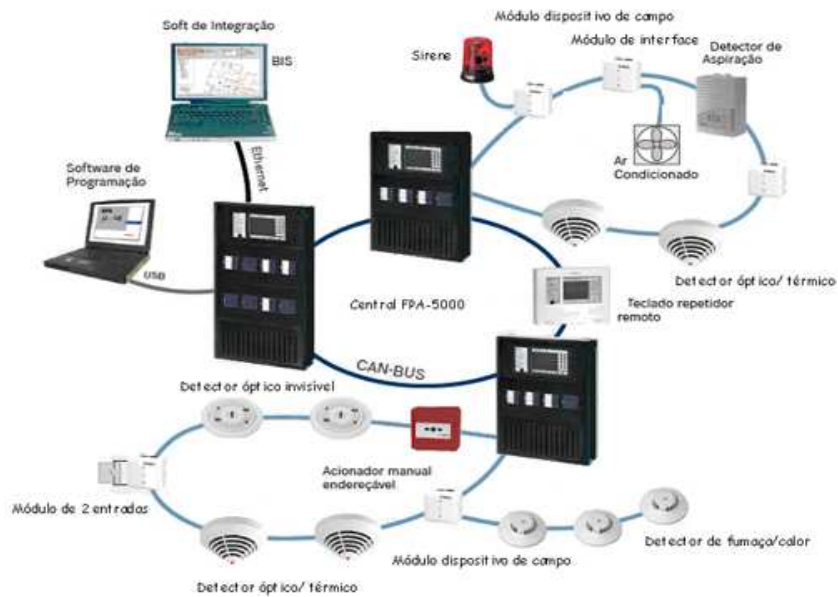 Soft de Integração
BIS
Ethernet
Software de
Programação
USB
Módulo dispositivo de campo
Sirene
Módulo de interface
Detector de
Aspiração
Ar
Condicionado
Detector óptico/ térmico
Central FPA-5000
Teclado repetidor
remoto
CAN-BUS
Detector óptico invisível
Acionador manual
endereçável
Módulo de 2 entradas
Detector óptico/ térmico
Módulo dispositivo de campo
Detector de fumaça/calor